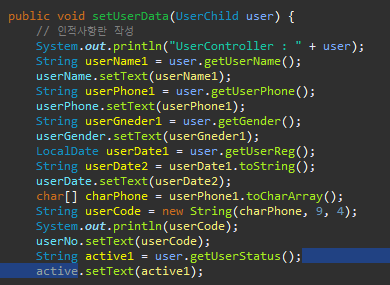 public void setUserData(UserChild user) {
// 인적사항란 작성
System.out.println("UserController : " + user);
String userName1 = user.getUserName();
userName.setText(userName1);
String userPhone1 = user.getUserPhone();
userPhone.setText(userPhone1);
String userGneder1 = user.getGender();
userGender.setText(userGneder1);
LocalDate userDate1 = user.getUserReg();
String userDate2 = userDate1.toString();
userDate.setText(userDate2);
char[] charPhone = userPhone1.toCharArray();
String userCode = new String(charPhone, 9, 4);
System.out.println(userCode);
userNo.setText(userCode);
String active1 = user.getUserStatus();
active.setText(active1);